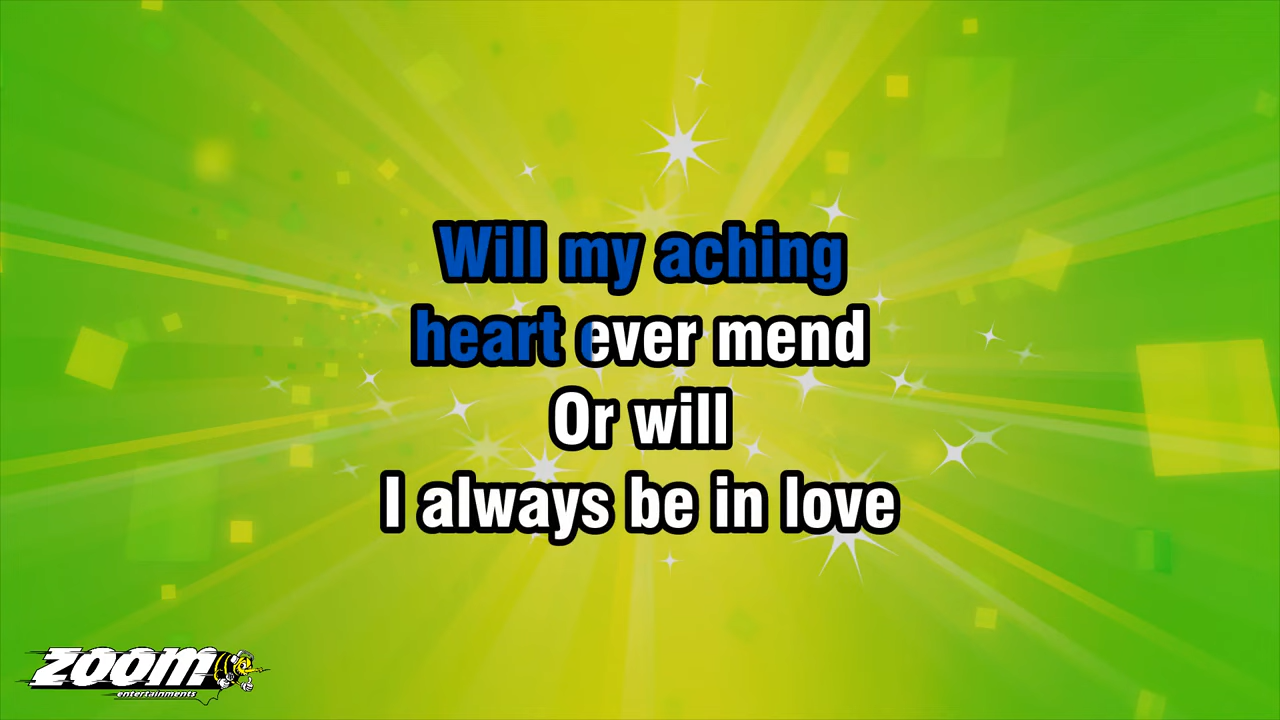 Will my aching
heart ever mend
Or will
I always be in love
zoom
entertainments